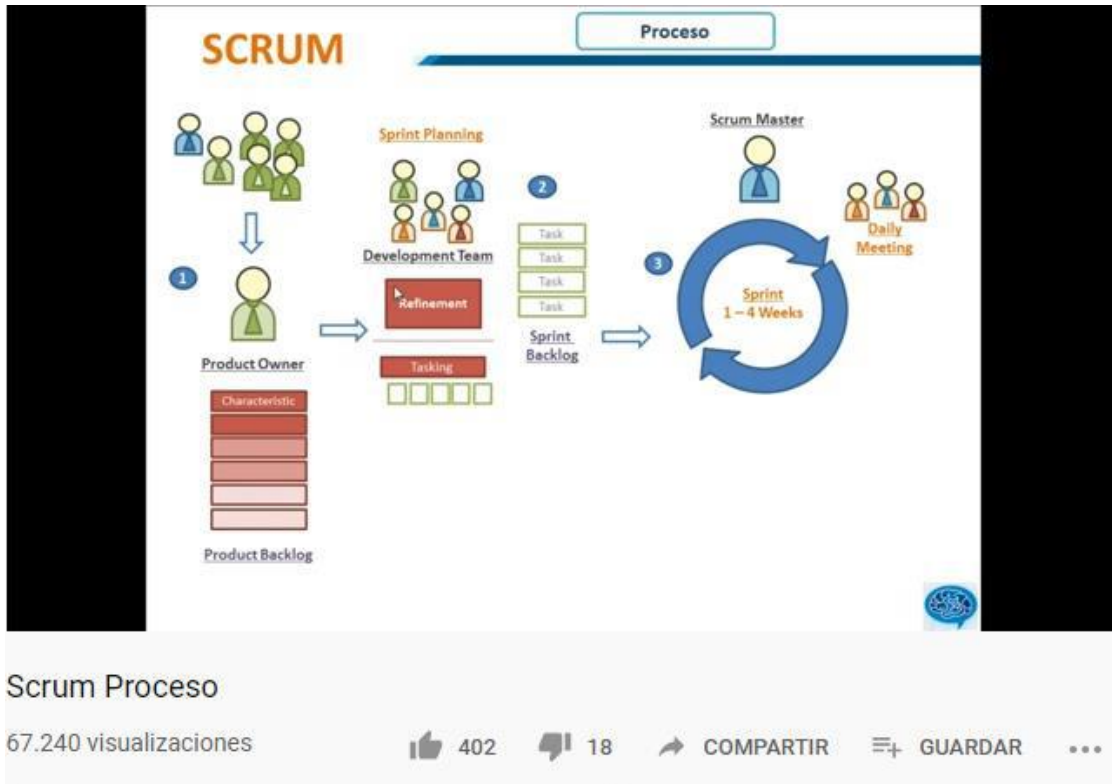 SCRUM
Proceso
1
Product Owner
Characteristic
Product Backlog
Sprint Planning
Development Team
Refinement
Tasking
2
Task
Task
Task
Task
Sprint
Backlog
3
Scrum Master
Daily
Meeting
Sprint
1 – 4 Weeks
Scrum Proceso
67.240 visualizaciones
402
18
COMPARTIR
GUARDAR